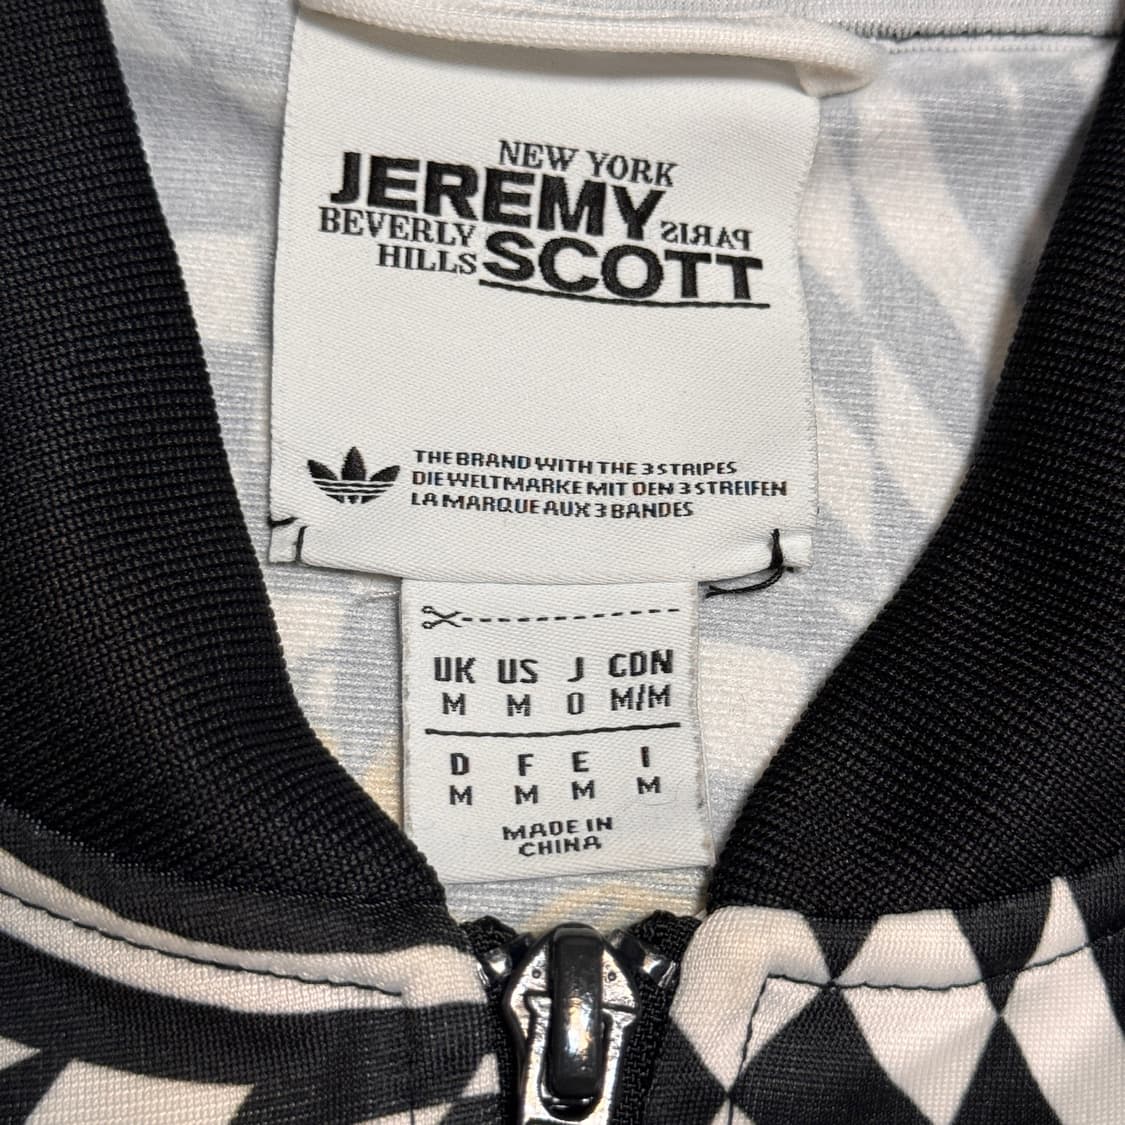 NEW YORK
JEREMY
BEVERLY PARIS
HILLS SCOTT
THE BRAND WITH THE 3 STRIPES
DIE WELTMARKE MIT DEN 3 STREIFEN
LA MARQUE AUX 3 BANDES
UK US J CDN
M M O M/M
D F E I
M M M M
MADE IN
CHINA